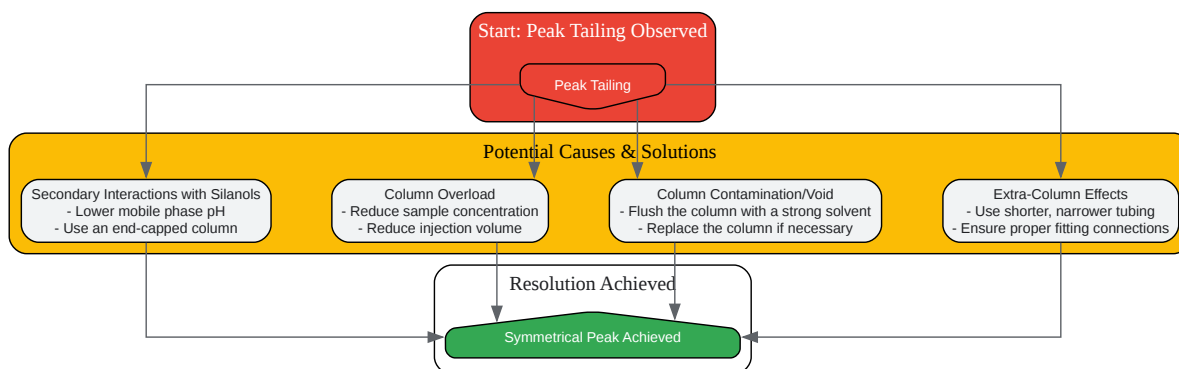 Start: Peak Tailing Observed
Peak Tailing
Potential Causes & Solutions
Secondary Interactions with Silanols
- Lower mobile phase pH
- Use an end-capped column
Column Overload
- Reduce sample concentration
- Reduce injection volume
Column Contamination/Void
- Flush the column with a strong solvent
- Replace the column if necessary
Extra-Column Effects
- Use shorter, narrower tubing
- Ensure proper fitting connections
Resolution Achieved
Symmetrical Peak Achieved